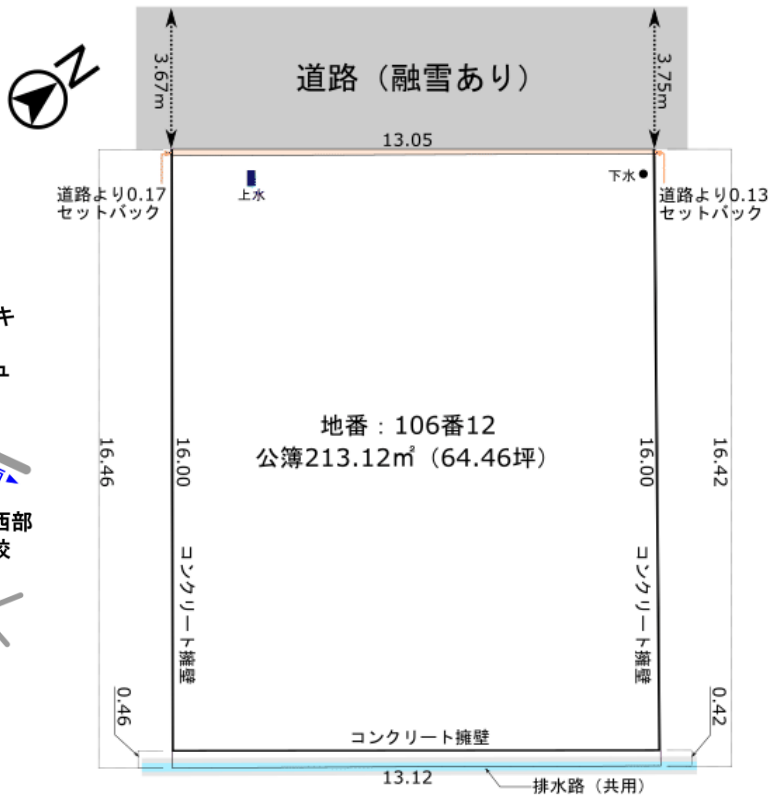 N
3.67m
道路（融雪あり）
3.75m
13.05
道路より0.17
セットバック
上水
下水
道路より0.13
セットバック
キ
ュ
地番：106番12
公簿213.12㎡（64.46坪）
16.46
16.00
16.00
16.42
西部
校
コンクリート擁壁
コンクリート擁壁
0.46
0.42
コンクリート擁壁
13.12
排水路（共用）